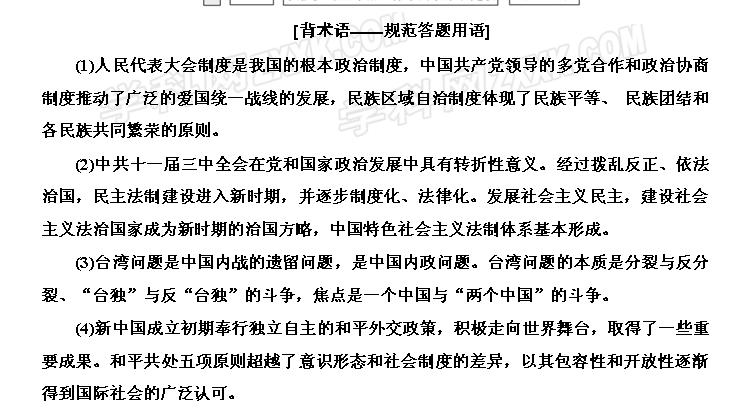 [背术语——规范答题用语]
(1)人民代表大会制度是我国的根本政治制度，中国共产党领导的多党合作和政治协商
制度推动了广泛的爱国统一战线的发展，民族区域自治制度体现了民族平等、 民族团结和
各民族共同繁荣的原则。
(2)中共十一届三中全会在党和国家政治发展中具有转折性意义。经过拨乱反正、依法
治国，民主法制建设进入新时期，并逐步制度化、法律化。发展社会主义民主，建设社会
主义法治国家成为新时期的治国方略，中国特色社会主义法制体系基本形成。
(3)台湾问题是中国内战的遗留问题，是中国内政问题。台湾问题的本质是分裂与反分
裂、“台独”与反“台独”的斗争，焦点是一个中国与“两个中国”的斗争。
(4)新中国成立初期奉行独立自主的和平外交政策，积极走向世界舞台，取得了一些重
要成果。和平共处五项原则超越了意识形态和社会制度的差异，以其包容性和开放性逐渐
得到国际社会的广泛认可。